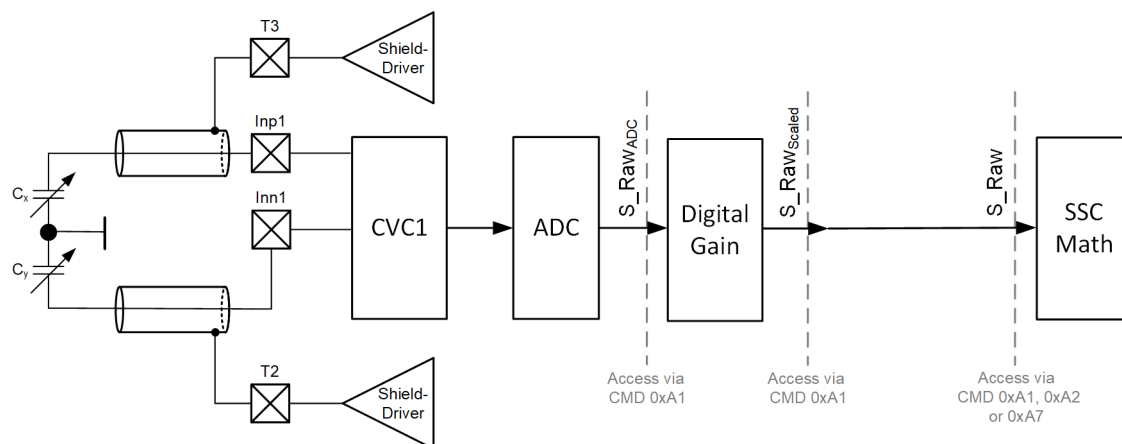 T3
Shield-
Driver
Inp1
Inn1
Cx
Cy
CVC1
ADC
S_RawADC
Digital
Gain
S_RawScaled
S_Raw
SSC
Math
T2
Shield-
Driver
Access via
CMD 0xA1
Access via
CMD 0xA1
Access via
CMD 0xA1, 0xA2
or 0xA7